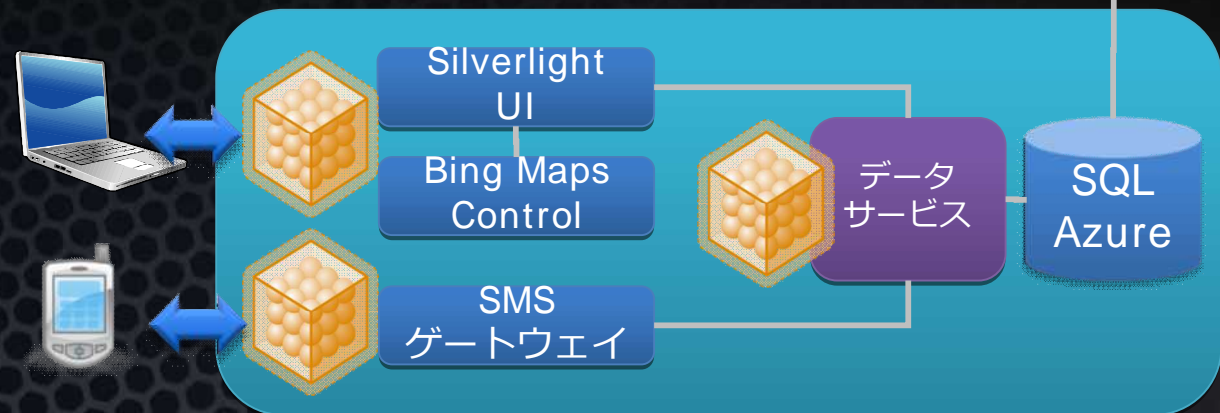 Silverlight
UI
Bing Maps
Control
SMS
ゲートウェイ
データ
サービス
SQL
Azure